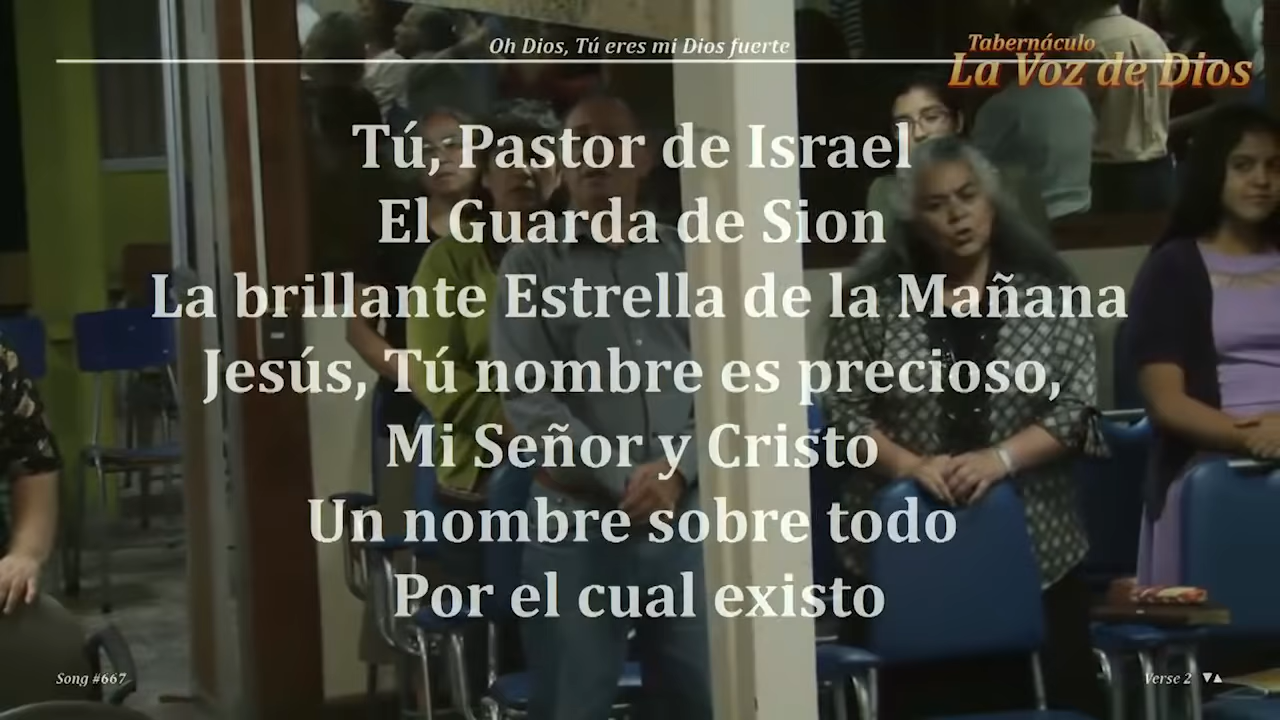 Oh Dios, Tú eres mi Dios fuerte
Tabernáculo
La Voz de Dios
Tú, Pastor de Israel
El Guarda de Sion
La brillante Estrella de la Mañana
Jesús, Tú nombre es precioso,
Mi Señor y Cristo
Un nombre sobre todo
Por el cual existo
Song #667
Verse 2 ▼▲